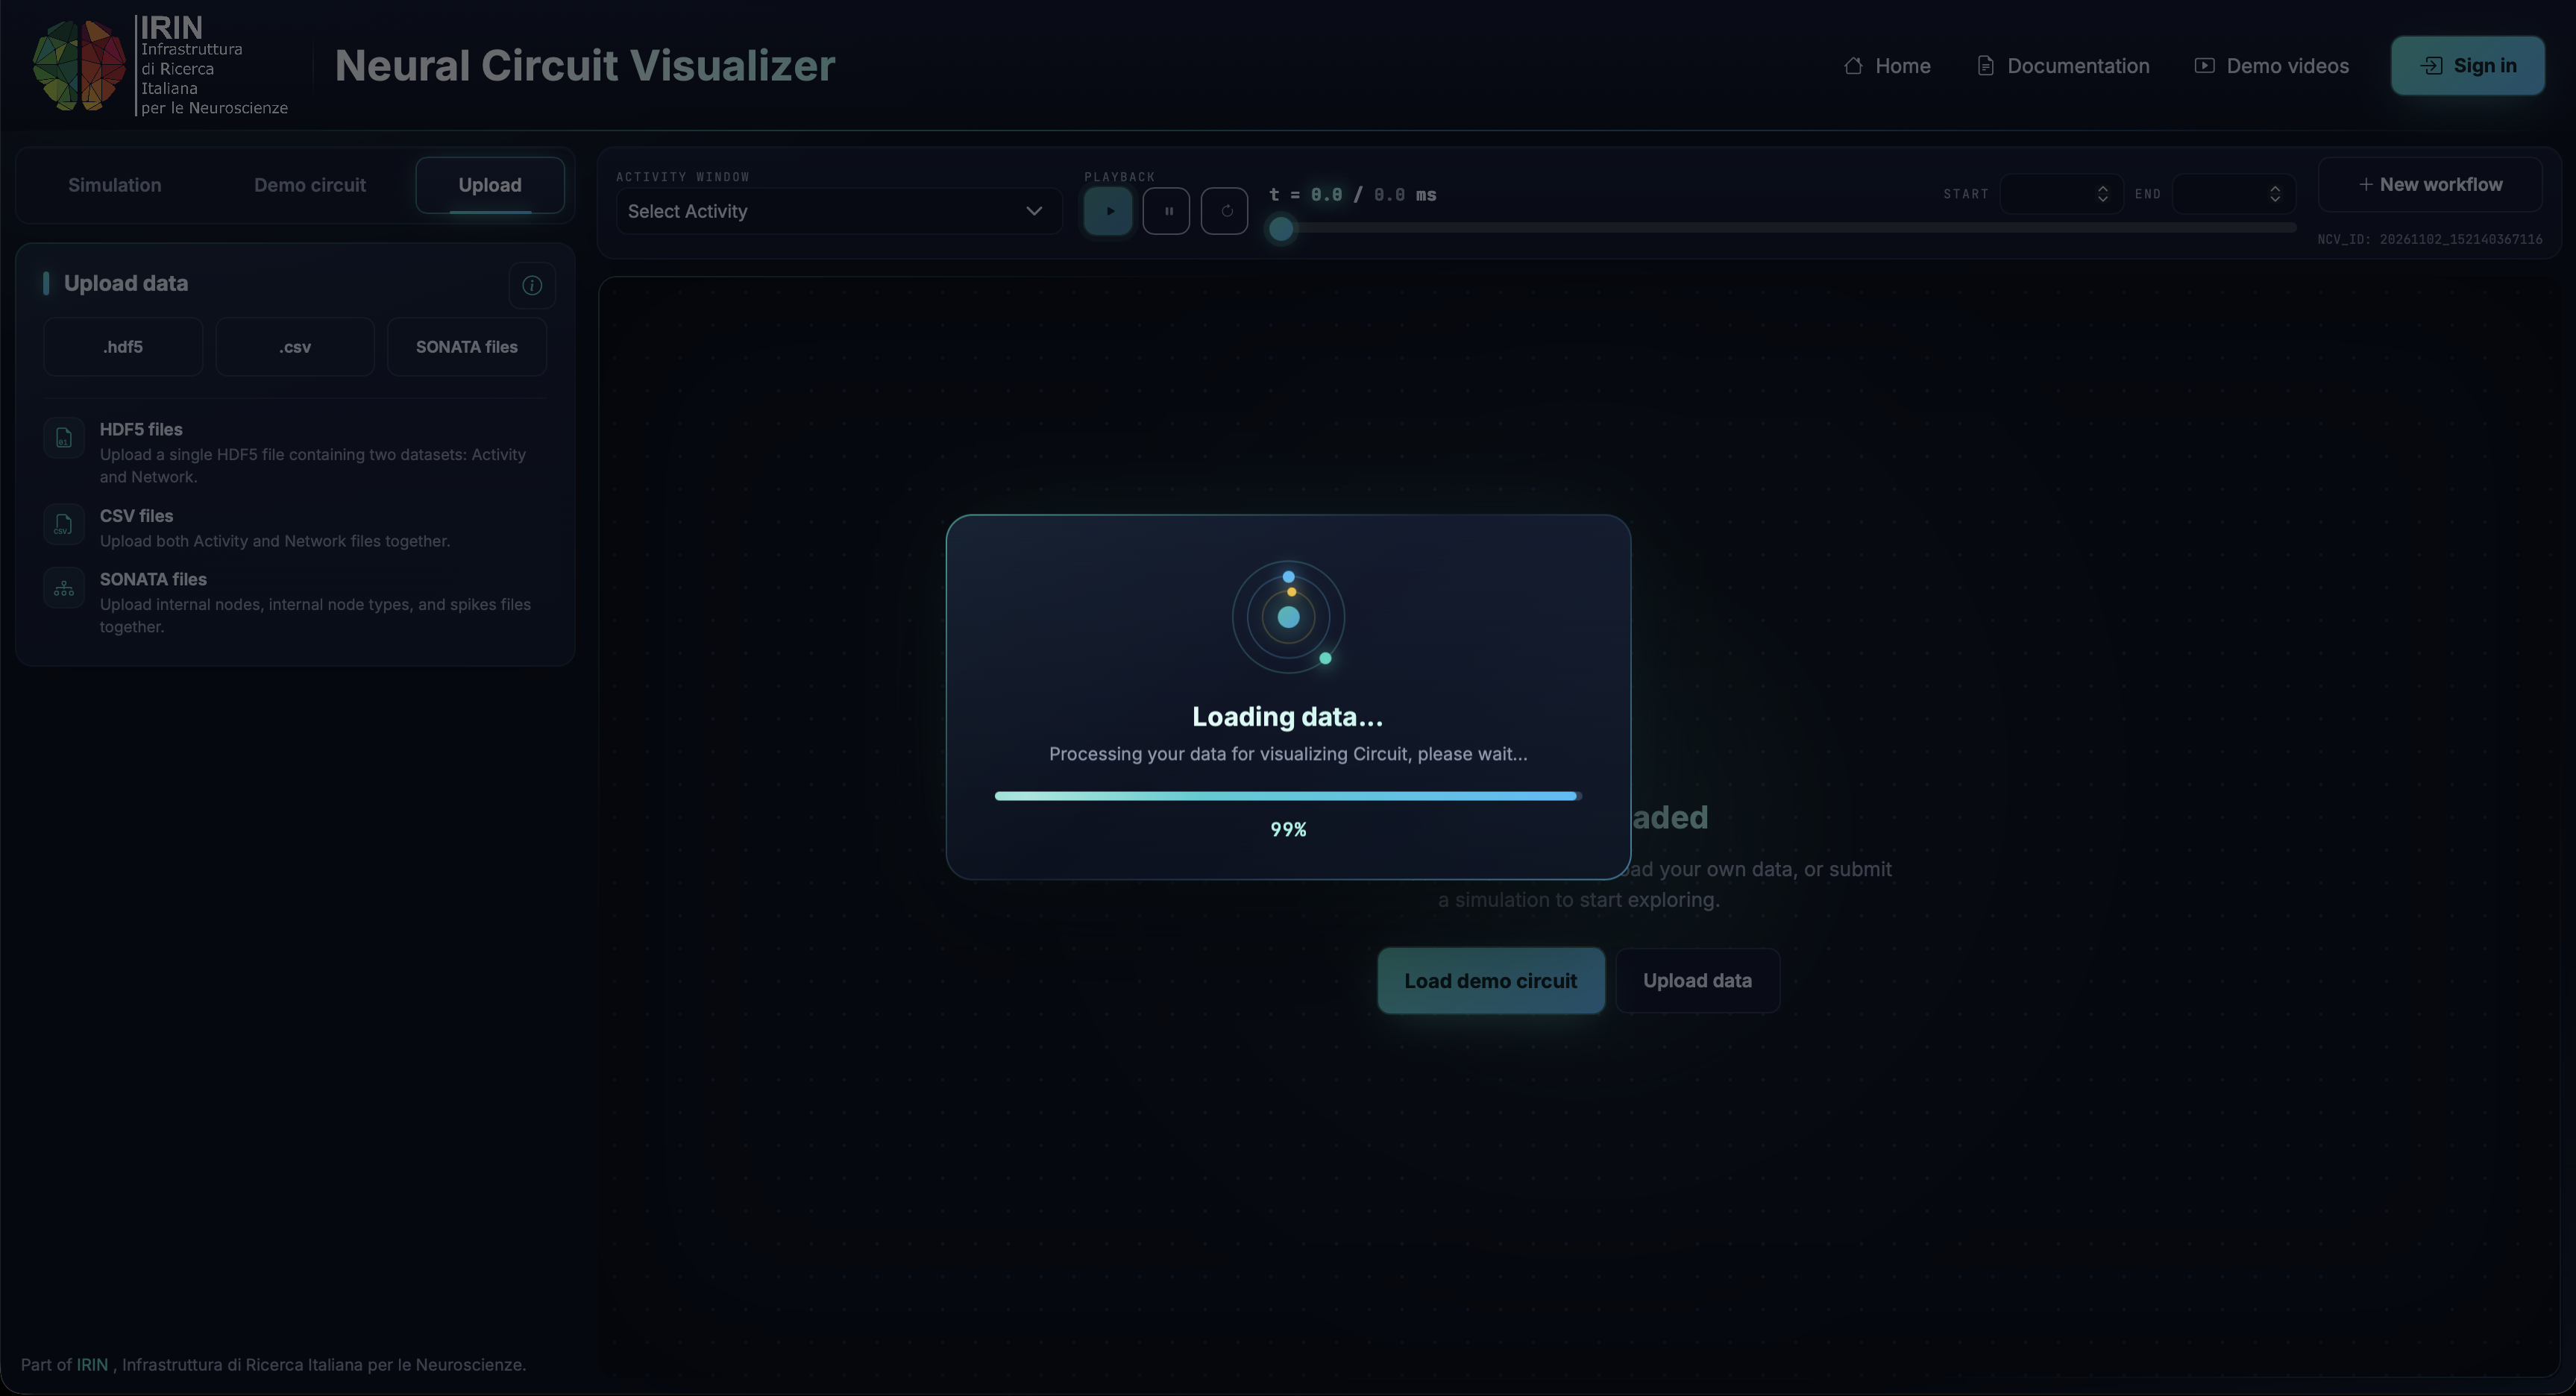 IRIN
Infrastruttura
di Ricerca
Italiana
per le Neuroscienze
Neural Circuit Visualizer
Home
Documentation
Demo videos
Sign in
Simulation
Demo circuit
Upload
ACTIVITY WINDOW
Select Activity
PLAYBACK
t = 0.0 / 0.0 ms
START
END
+ New workflow
NCV_ID: 20261102_152140367116
Upload data
.hdf5
.csv
SONATA files
HDF5 files
Upload a single HDF5 file containing two datasets: Activity
and Network.
CSV files
Upload both Activity and Network files together.
SONATA files
Upload internal nodes, internal node types, and spikes files
together.
Loading data...
Processing your data for visualizing Circuit, please wait...
99%
aded
oad your own data, or submit
a simulation to start exploring.
Load demo circuit
Upload data
Part of IRIN , Infrastruttura di Ricerca Italiana per le Neuroscienze.